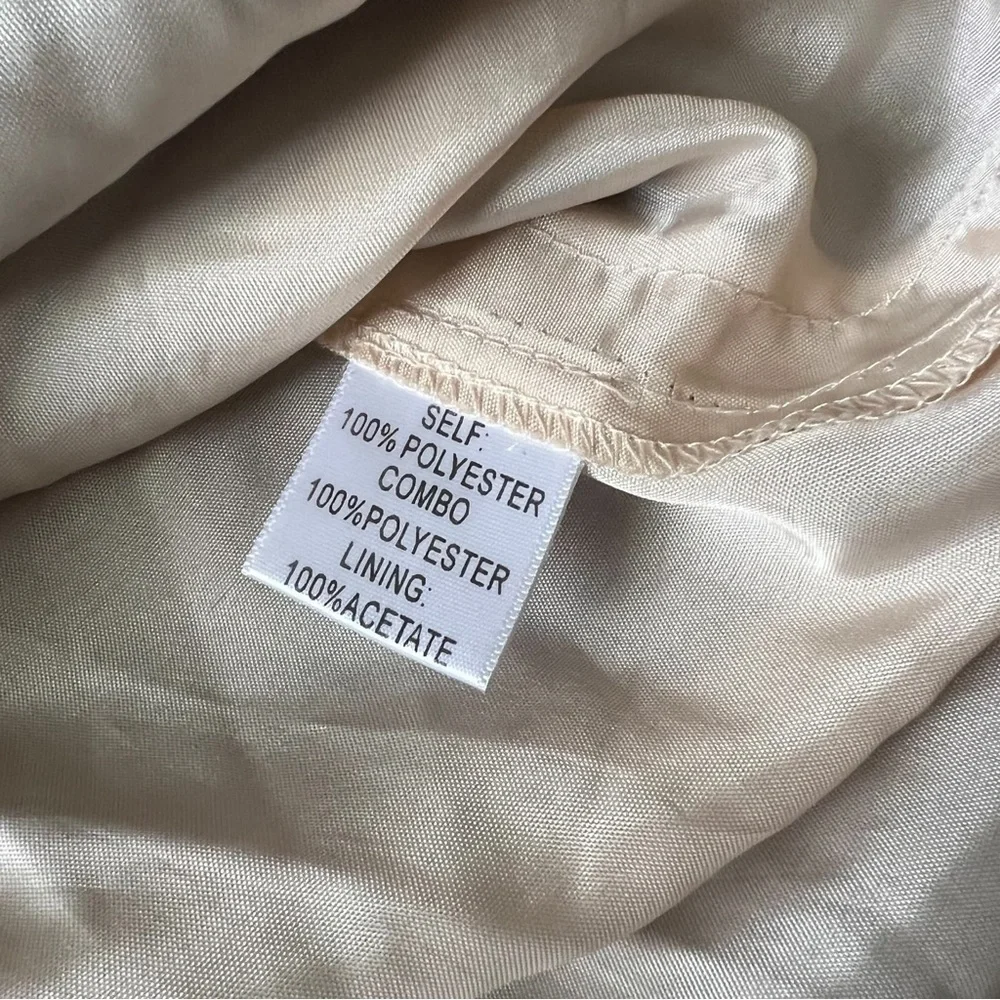 SELF:
100% POLYESTER
COMBO
100%POLYESTER
LINING:
100%ACETATE